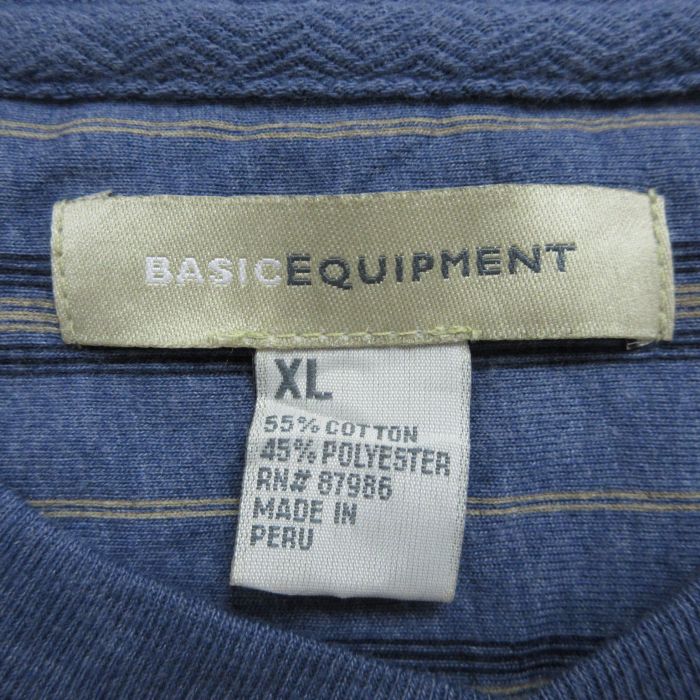 BASICEQUIPMENT
XL
55% COTTON
45% POLYESTER
RN# 87986
MADE IN
PERU